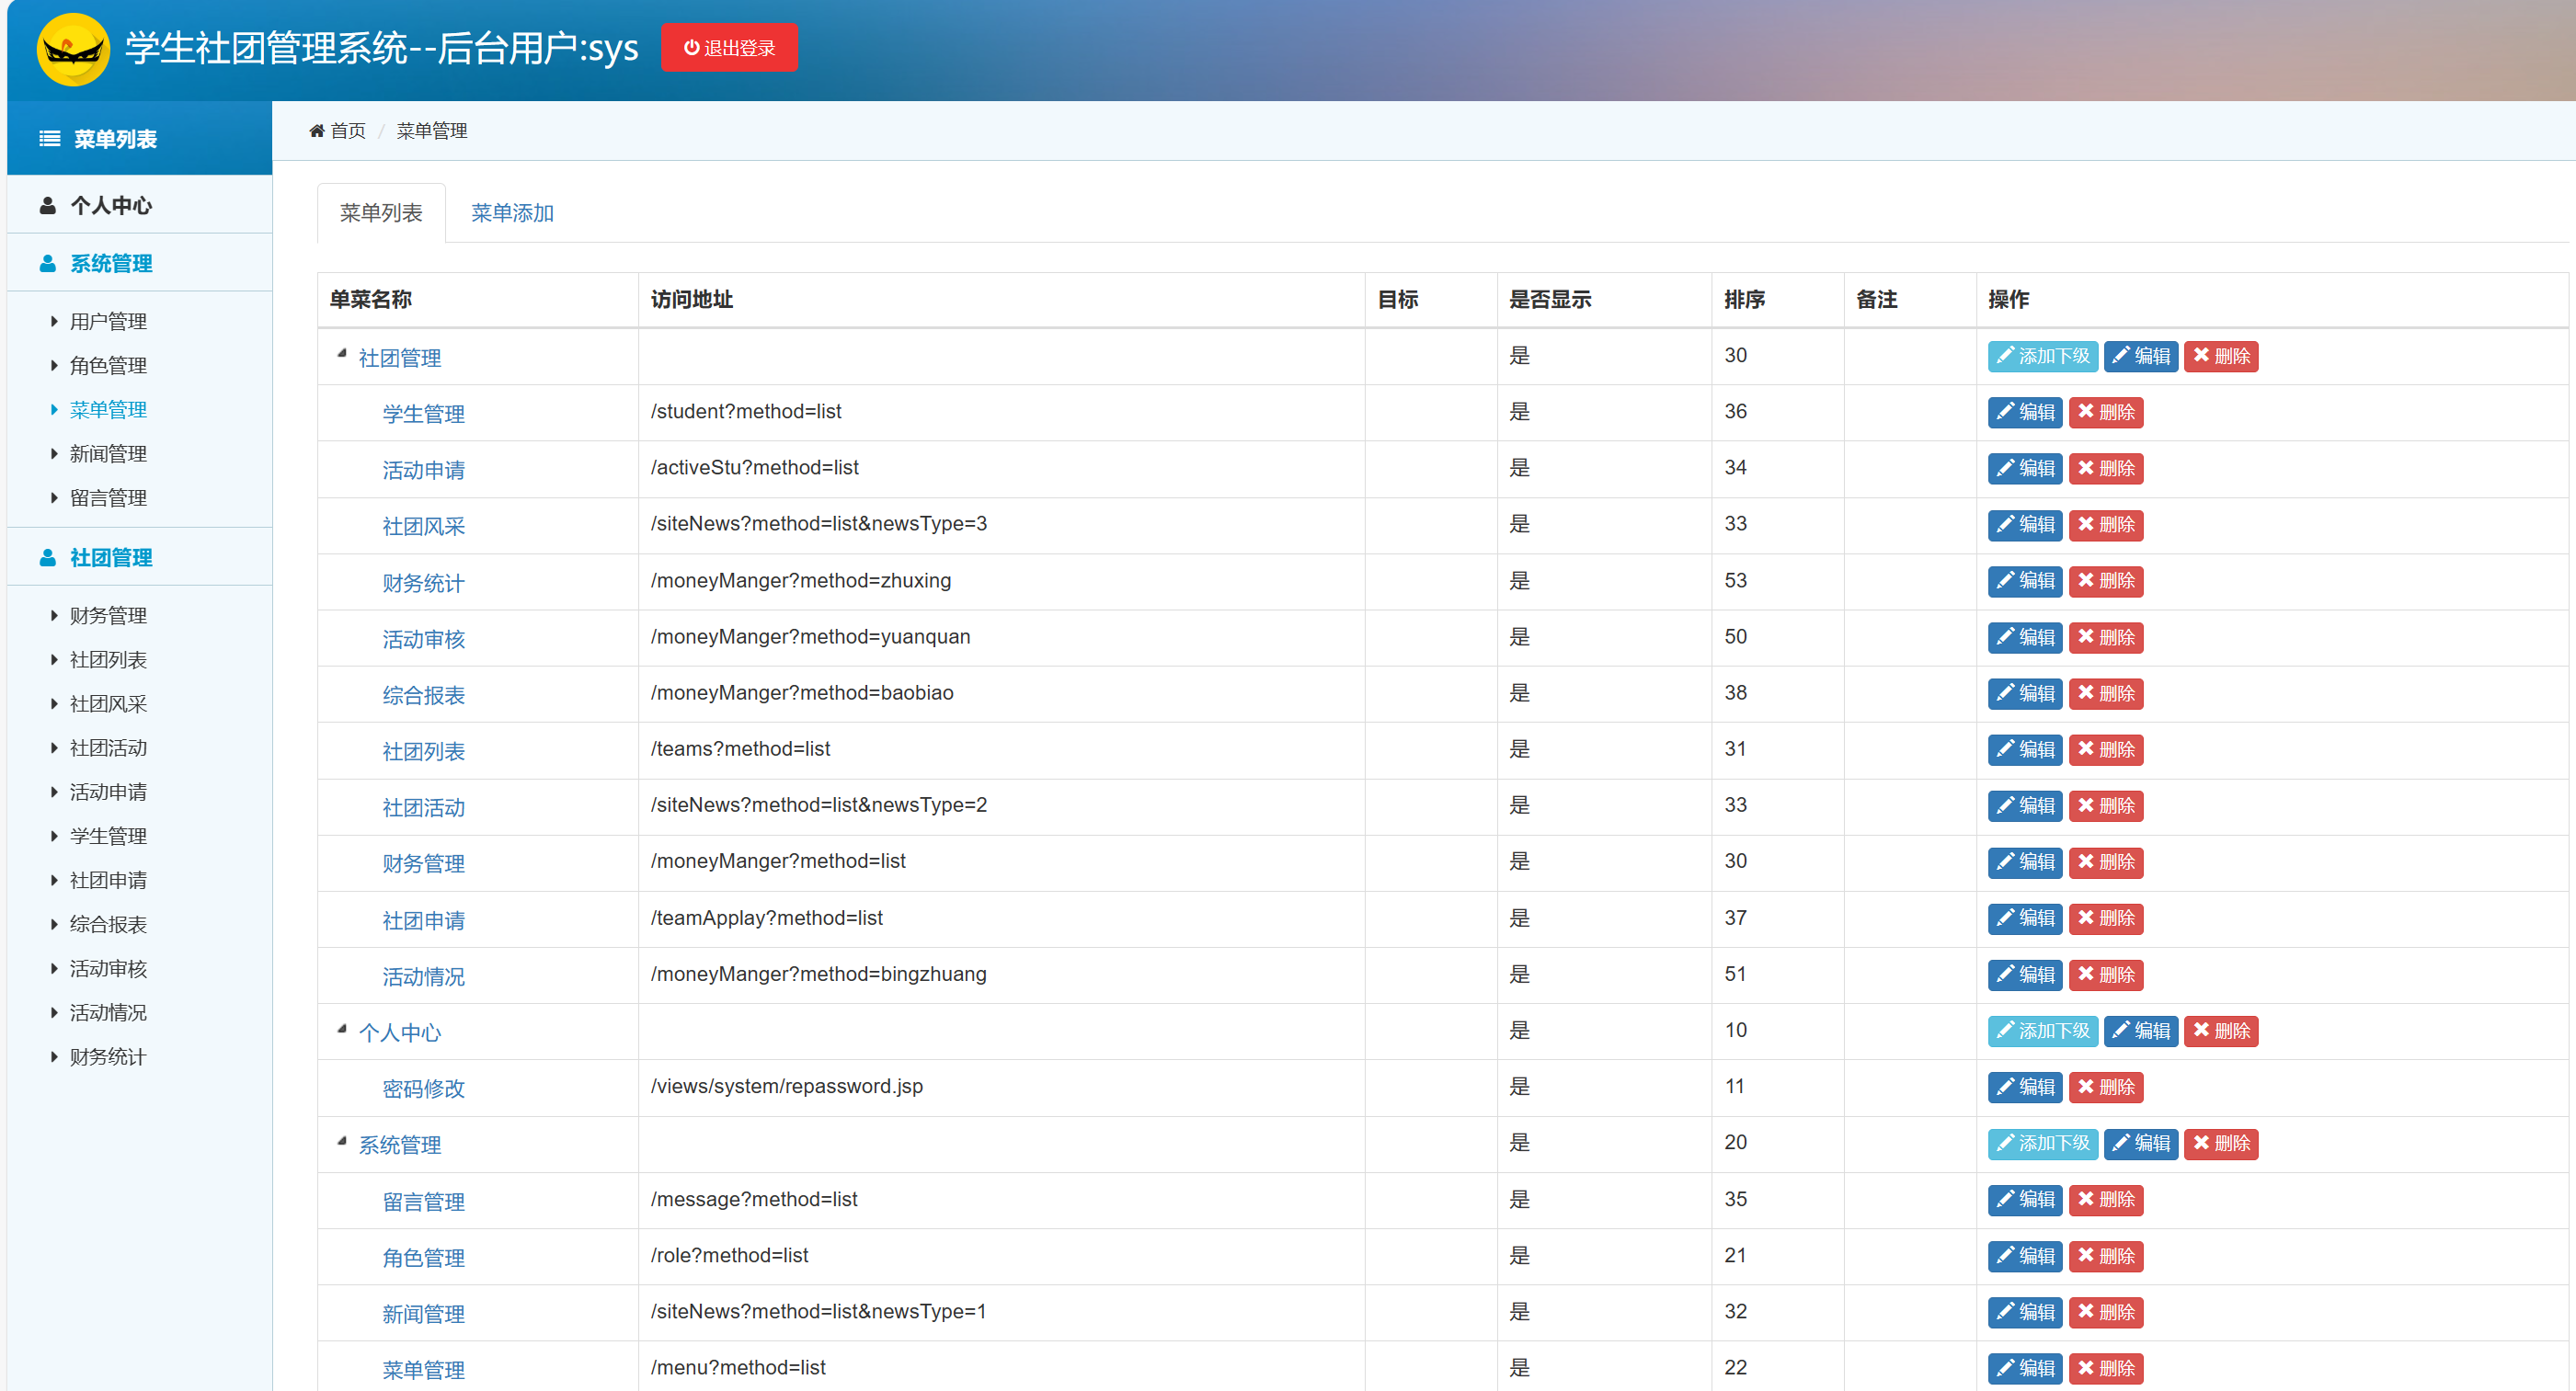 学生社团管理系统--后台用户:sys 退出登录
菜单列表
个人中心
系统管理
用户管理
角色管理
菜单管理
新闻管理
留言管理
社团管理
财务管理
社团列表
社团风采
社团活动
活动申请
学生管理
社团申请
综合报表
活动审核
活动情况
财务统计
首页 / 菜单管理
菜单列表 菜单添加
单菜名称 访问地址 目标 是否显示 排序 备注 操作
社团管理 是 30 添加下级 编辑 删除
学生管理 /student?method=list 是 36 编辑 删除
活动申请 /activeStu?method=list 是 34 编辑 删除
社团风采 /siteNews?method=list&newsType=3 是 33 编辑 删除
财务统计 /moneyManger?method=zhuxing 是 53 编辑 删除
活动审核 /moneyManger?method=yuanquan 是 50 编辑 删除
综合报表 /moneyManger?method=baobiao 是 38 编辑 删除
社团列表 /teams?method=list 是 31 编辑 删除
社团活动 /siteNews?method=list&newsType=2 是 33 编辑 删除
财务管理 /moneyManger?method=list 是 30 编辑 删除
社团申请 /teamApplay?method=list 是 37 编辑 删除
活动情况 /moneyManger?method=bingzhuang 是 51 编辑 删除
个人中心 是 10 添加下级 编辑 删除
密码修改 /views/system/repassword.jsp 是 11 编辑 删除
系统管理 是 20 添加下级 编辑 删除
留言管理 /message?method=list 是 35 编辑 删除
角色管理 /role?method=list 是 21 编辑 删除
新闻管理 /siteNews?method=list&newsType=1 是 32 编辑 删除
菜单管理 /menu?method=list 是 22 编辑 删除